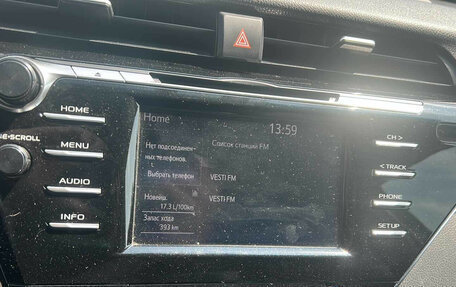 HOME
MENU
AUDIO
INFO
E-SCROLL
Home
13:59
Нет подсоединен-
ных телефонов.
Выбрать телефон
Новейш.
17.3 L/100km
Запас хода
393 km
Список станций FM
VESTI FM
VESTI FM
CH >
< TRACK
PHONE
SETUP